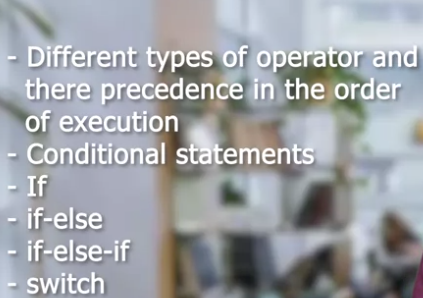 - Different types of operator and
there precedence in the order
of execution
- Conditional statements
- If
- if-else
- if-else-if
- switch